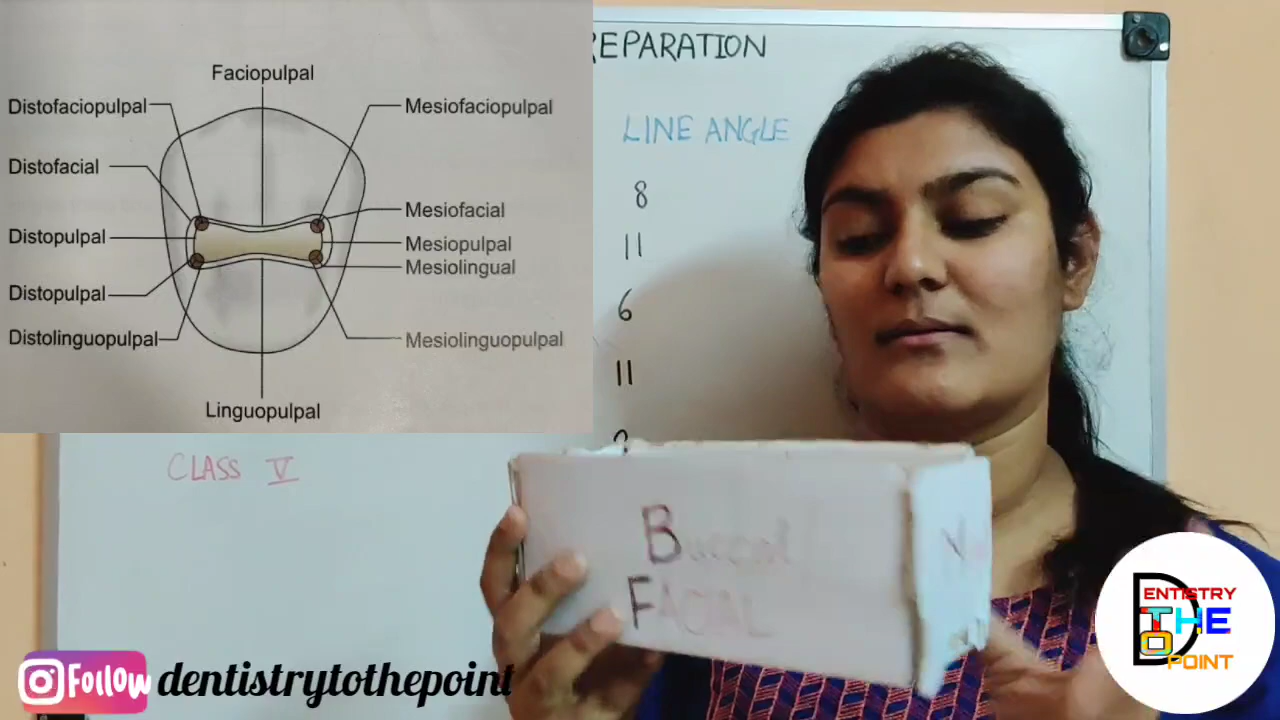 Faciopulpal
Distofaciopulpal
Mesiofaciopulpal
Distofacial
Mesiofacial
Distopulpal
Mesiopulpal
Mesiolingual
Distopulpal
Distolinguopulpal
Mesiolinguopulpal
Linguopulpal
REPARATION
LINE ANGLE
8
11
6
11
CLASS V
Buccal
FACIAL
Follow dentistrytothepoint
DENTISTRY
TO THE
POINT